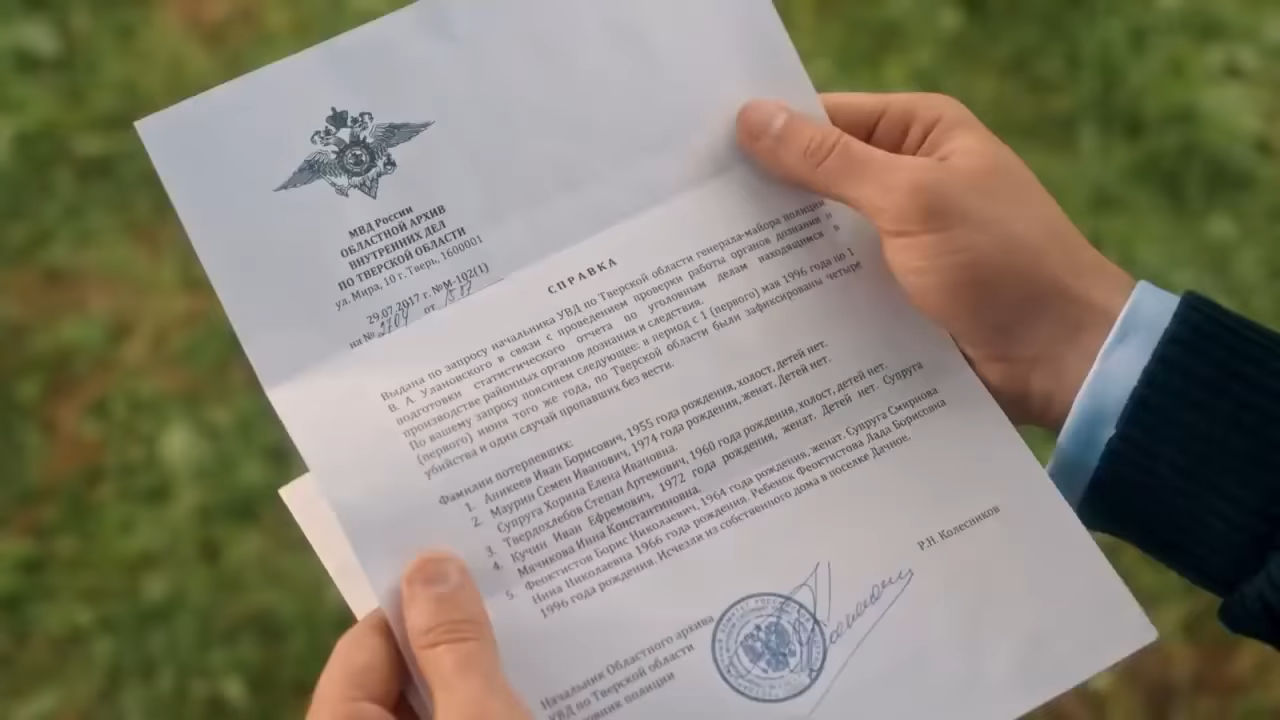 МВД России
ОБЛАСТНОЙ АРХИВ
ВНУТРЕННИХ ДЕЛ
ПО ТВЕРСКОЙ ОБЛАСТИ
ул. Мира, 10 г. Тверь, 1600001
29.07.2017 г. №М-102(1)
на № 2704 от
СПРАВКА
Выдана по запросу начальника УВД по Тверской области генерала-майора полиции
В. А. Улановского в связи с проведением проверки работы органов дознания и
подготовки статистического отчета по уголовным делам находящимся в
производстве районных органов дознания и следствия.
По вашему запросу поясняем следующее: в период с 1 (первого) мая 1996 года по 1
(первого) июня того же года, по Тверской области были зафиксированы четыре
убийства и один случай пропавших без вести.
Фамилии потерпевших:
1. Аникеев Иван Борисович, 1955 года рождения, холост, детей нет.
2. Маурин Семен Иванович, 1974 года рождения, женат. Детей нет.
Супруга Хорина Елена Ивановна.
3. Твердохлебов Степан Артемович, 1960 года рождения, холост, детей нет.
4. Кучин Иван Ефремович, 1972 года рождения, женат. Детей нет. Супруга
Мячикова Инна Константиновна.
5. Феоктистов Борис Николаевич, 1964 года рождения, женат. Супруга Смирнова
Нина Николаевна 1966 года рождения. Ребенок Феоктистова Лада Борисовна
1996 года рождения. Исчезли из собственного дома в поселке Дачное.
Начальник Областного архива
УВД по Тверской области
полиции
Р.Н. Колесников